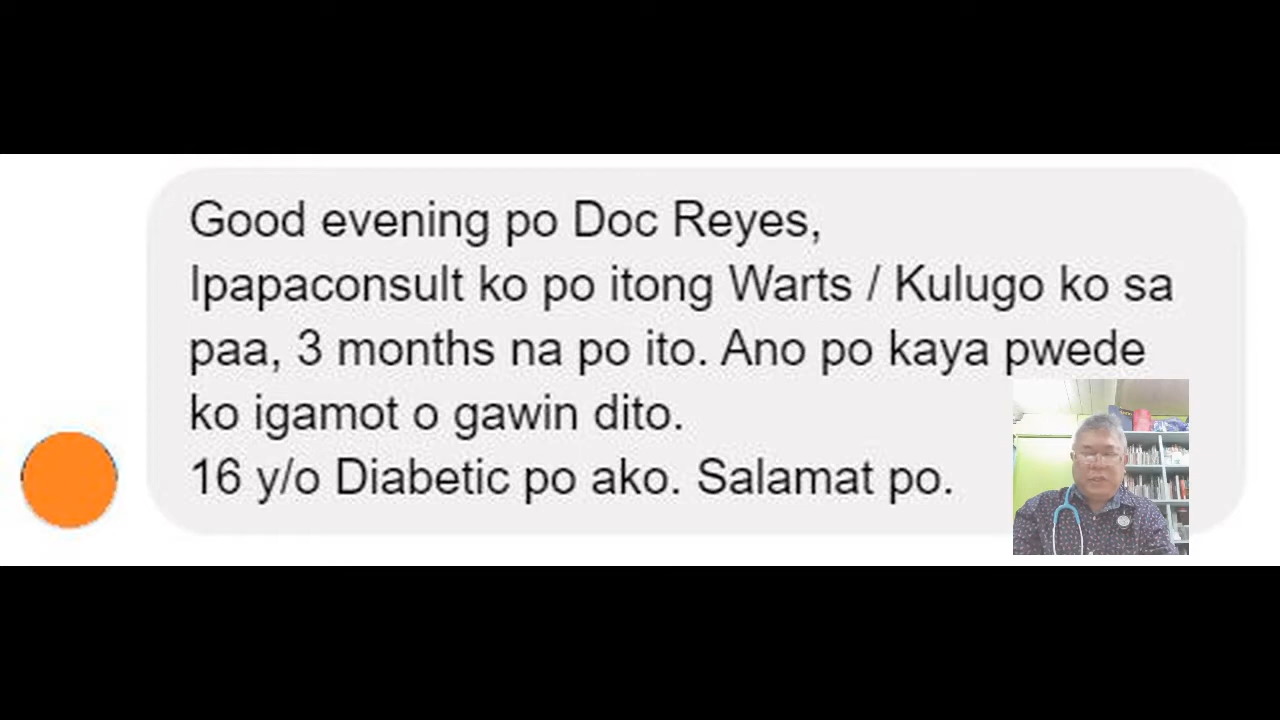 Good evening po Doc Reyes,
Ipapaconsult ko po itong Warts / Kulugo ko sa
paa, 3 months na po ito. Ano po kaya pwede
ko igamot o gawin dito.
16 y/o Diabetic po ako. Salamat po.